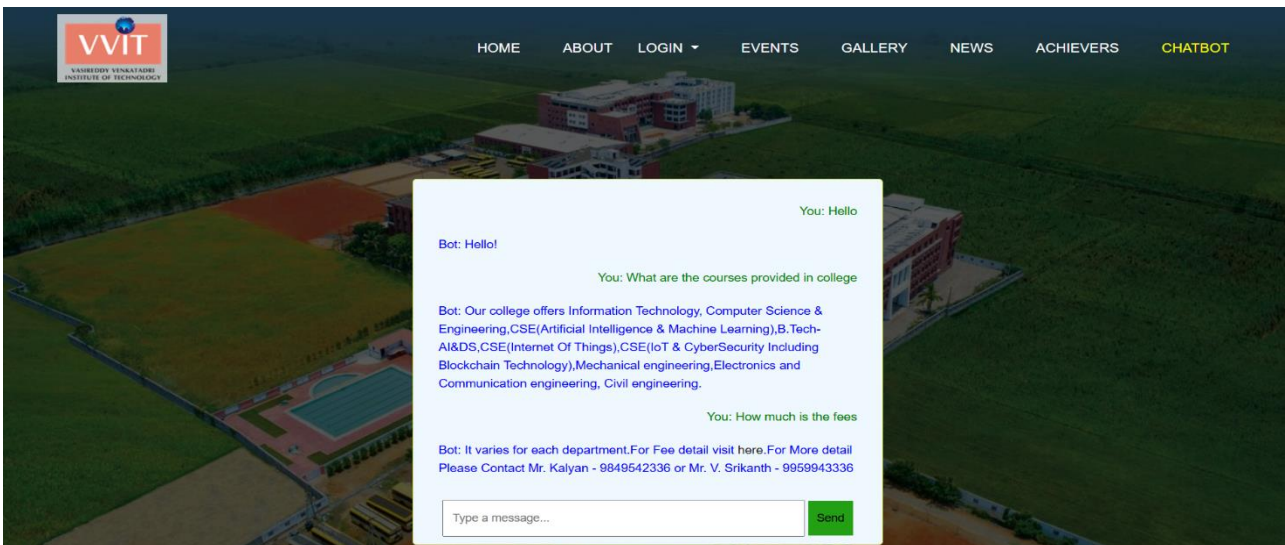 VVIT
VASIREDDY VENKATADRI
INSTITUTE OF TECHNOLOGY
HOME ABOUT LOGIN EVENTS GALLERY NEWS ACHIEVERS CHATBOT
You: Hello
Bot: Hello!
You: What are the courses provided in college
Bot: Our college offers Information Technology, Computer Science &
Engineering,CSE(Artificial Intelligence & Machine Learning),B.Tech-
AI&DS,CSE(Internet Of Things),CSE(IoT & CyberSecurity Including
Blockchain Technology),Mechanical engineering,Electronics and
Communication engineering, Civil engineering.
You: How much is the fees
Bot: It varies for each department.For Fee detail visit here.For More detail
Please Contact Mr. Kalyan - 9849542336 or Mr. V. Srikanth - 9959943336
Type a message... Send